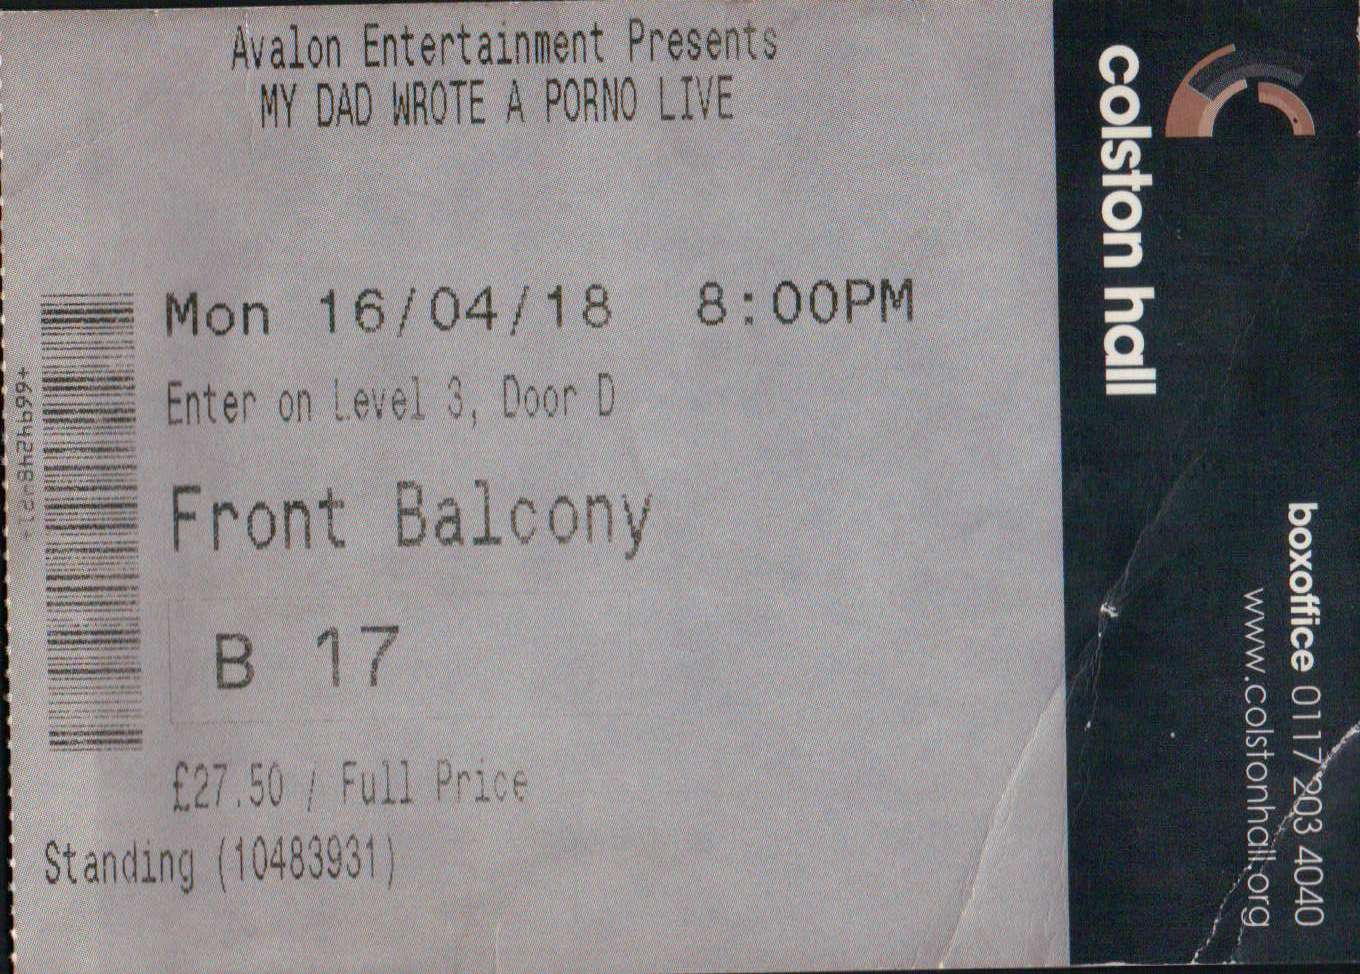 Avalon Entertainment Presents
MY DAD WROTE A PORNO LIVE
Mon 16/04/18 8:00PM
Enter on Level 3, Door D
Front Balcony
B 17
£27.50 / Full Price
Standing (10483931)
colston hall
boxoffice 0117 203 4040
www.colstonhall.org